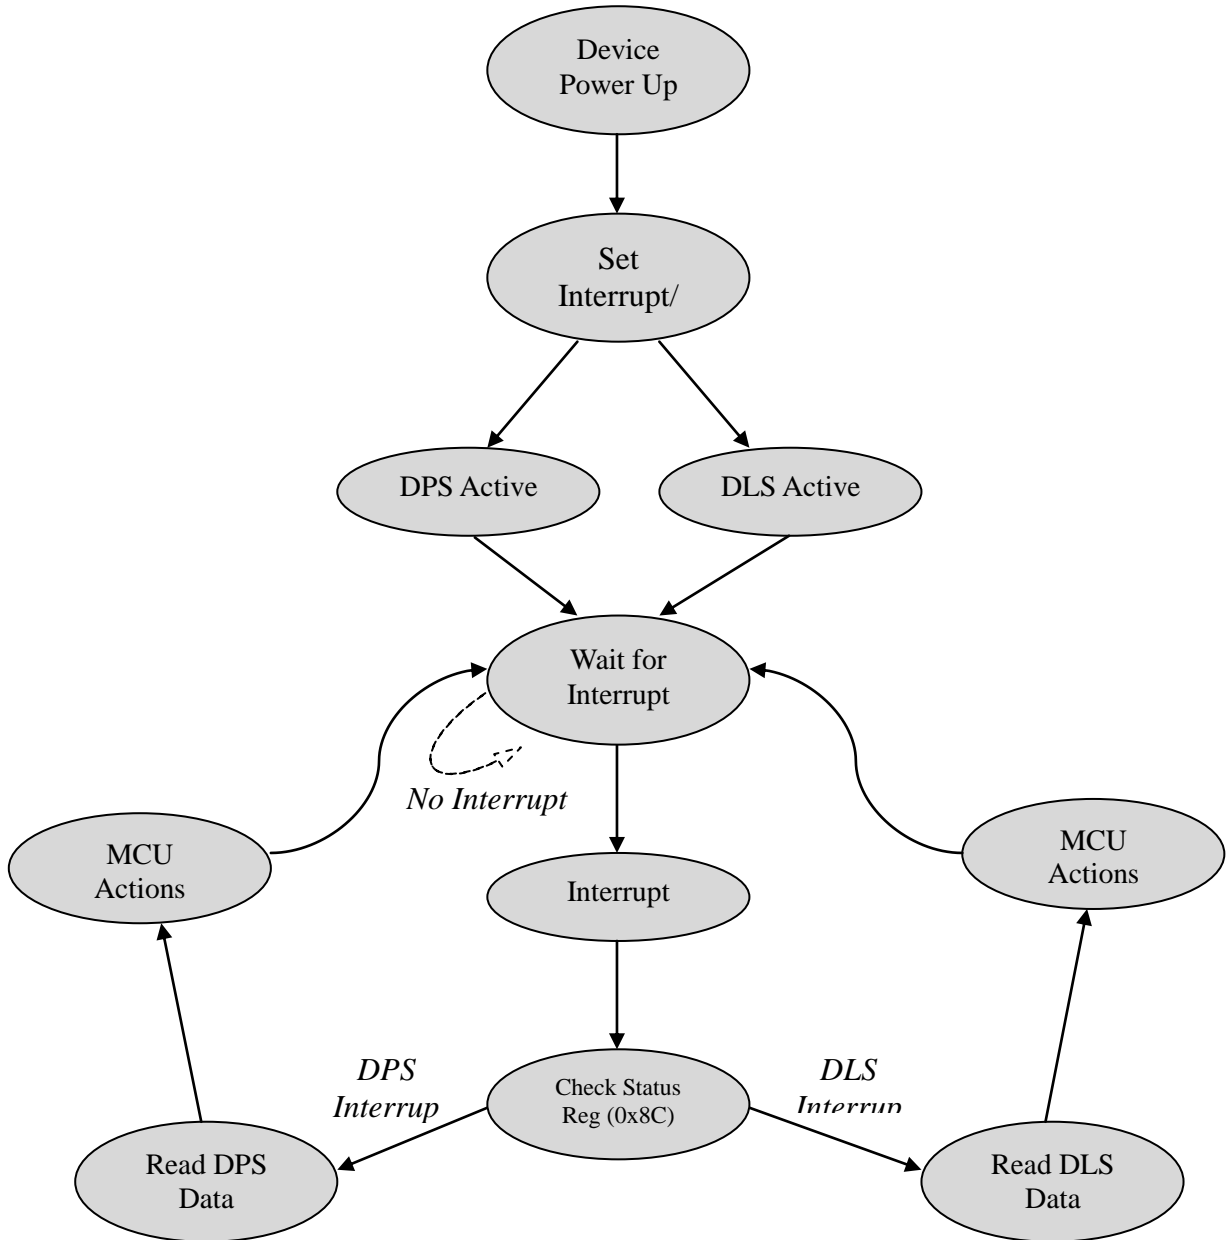 Device
Power Up
Set
Interrupt/
DPS Active
DLS Active
Wait for
Interrupt
No Interrupt
MCU
Actions
MCU
Actions
Interrupt
DPS
Interrup
DLS
Interrup
Check Status
Reg (0x8C)
Read DPS
Data
Read DLS
Data